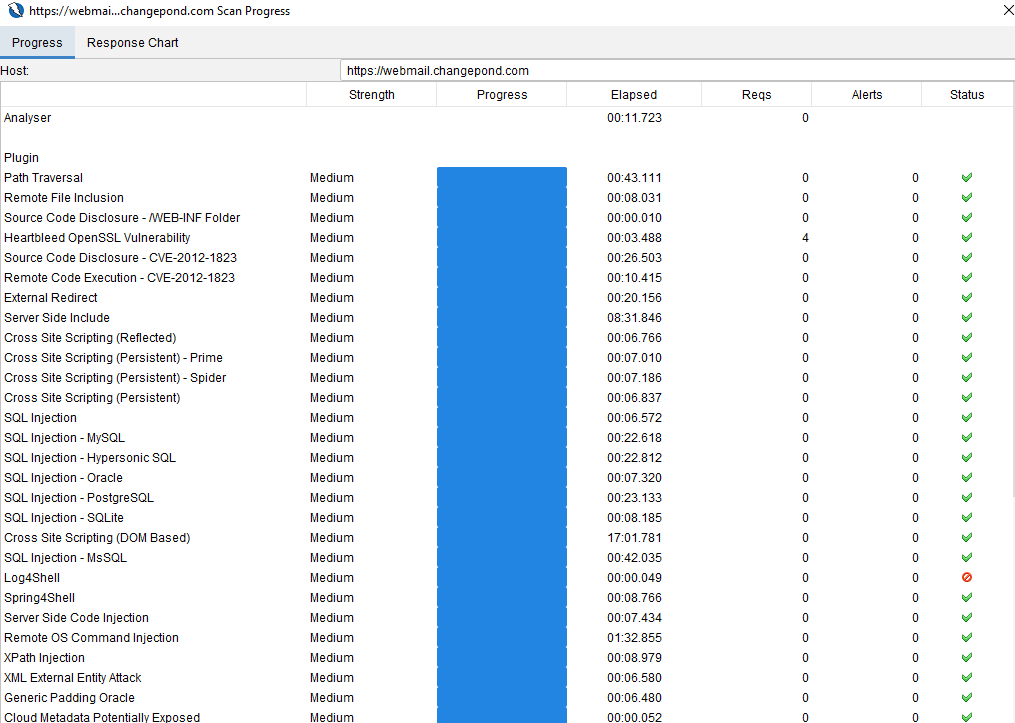 https://webmai...changepond.com Scan Progress
Progress Response Chart
Host: https://webmail.changepond.com
Strength Progress Elapsed Reqs Alerts Status
Analyser 00:11.723 0
Plugin
Path Traversal Medium 00:43.111 0 0
Remote File Inclusion Medium 00:08.031 0 0
Source Code Disclosure - /WEB-INF Folder Medium 00:00.010 0 0
Heartbleed OpenSSL Vulnerability Medium 00:03.488 4 0
Source Code Disclosure - CVE-2012-1823 Medium 00:26.503 0 0
Remote Code Execution - CVE-2012-1823 Medium 00:10.415 0 0
External Redirect Medium 00:20.156 0 0
Server Side Include Medium 08:31.846 0 0
Cross Site Scripting (Reflected) Medium 00:06.766 0 0
Cross Site Scripting (Persistent) - Prime Medium 00:07.010 0 0
Cross Site Scripting (Persistent) - Spider Medium 00:07.186 0 0
Cross Site Scripting (Persistent) Medium 00:06.837 0 0
SQL Injection Medium 00:06.572 0 0
SQL Injection - MySQL Medium 00:22.618 0 0
SQL Injection - Hypersonic SQL Medium 00:22.812 0 0
SQL Injection - Oracle Medium 00:07.320 0 0
SQL Injection - PostgreSQL Medium 00:23.133 0 0
SQL Injection - SQLite Medium 00:08.185 0 0
Cross Site Scripting (DOM Based) Medium 17:01.781 0 0
SQL Injection - MsSQL Medium 00:42.035 0 0
Log4Shell Medium 00:00.049 0 0
Spring4Shell Medium 00:08.766 0 0
Server Side Code Injection Medium 00:07.434 0 0
Remote OS Command Injection Medium 01:32.855 0 0
XPath Injection Medium 00:08.979 0 0
XML External Entity Attack Medium 00:06.580 0 0
Generic Padding Oracle Medium 00:06.480 0 0
Cloud Metadata Potentially Exposed Medium 00:00.052 0 0